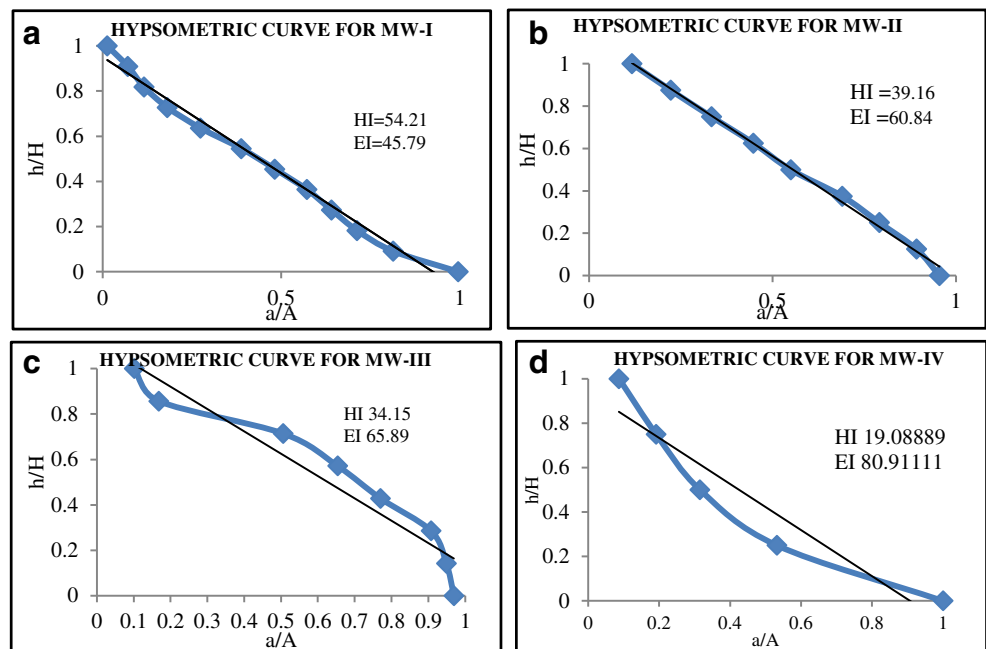 a
HYPSOMETRIC CURVE FOR MW-I
1
0.8
0.6
0.4
0.2
0
h/H
HI=54.21
EI=45.79
0 0.5 1
a/A
b
HYPSOMETRIC CURVE FOR MW-II
1
0.8
0.6
0.4
0.2
0
h/H
HI =39.16
EI =60.84
0 0.5 1
a/A
c
HYPSOMETRIC CURVE FOR MW-III
1
0.8
0.6
0.4
0.2
0
h/H
HI 34.15
EI 65.89
0 0.1 0.2 0.3 0.4 0.5 0.6 0.7 0.8 0.9 1
a/A
d
HYPSOMETRIC CURVE FOR MW-IV
1
0.8
0.6
0.4
0.2
0
h/H
HI 19.08889
EI 80.91111
0 0.2 0.4 0.6 0.8 1
a/A